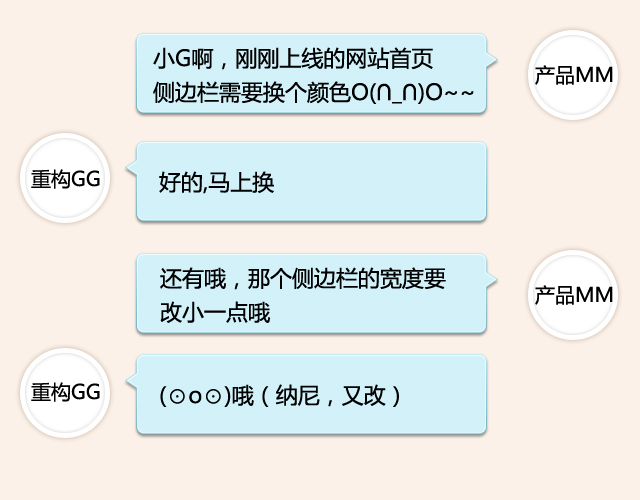 小G啊，刚刚上线的网站首页
侧边栏需要换个颜色O(∩_∩)O~~
产品MM
重构GG
好的,马上换
还有哦，那个侧边栏的宽度要
改小一点哦
产品MM
重构GG
(⊙o⊙)哦（纳尼，又改）